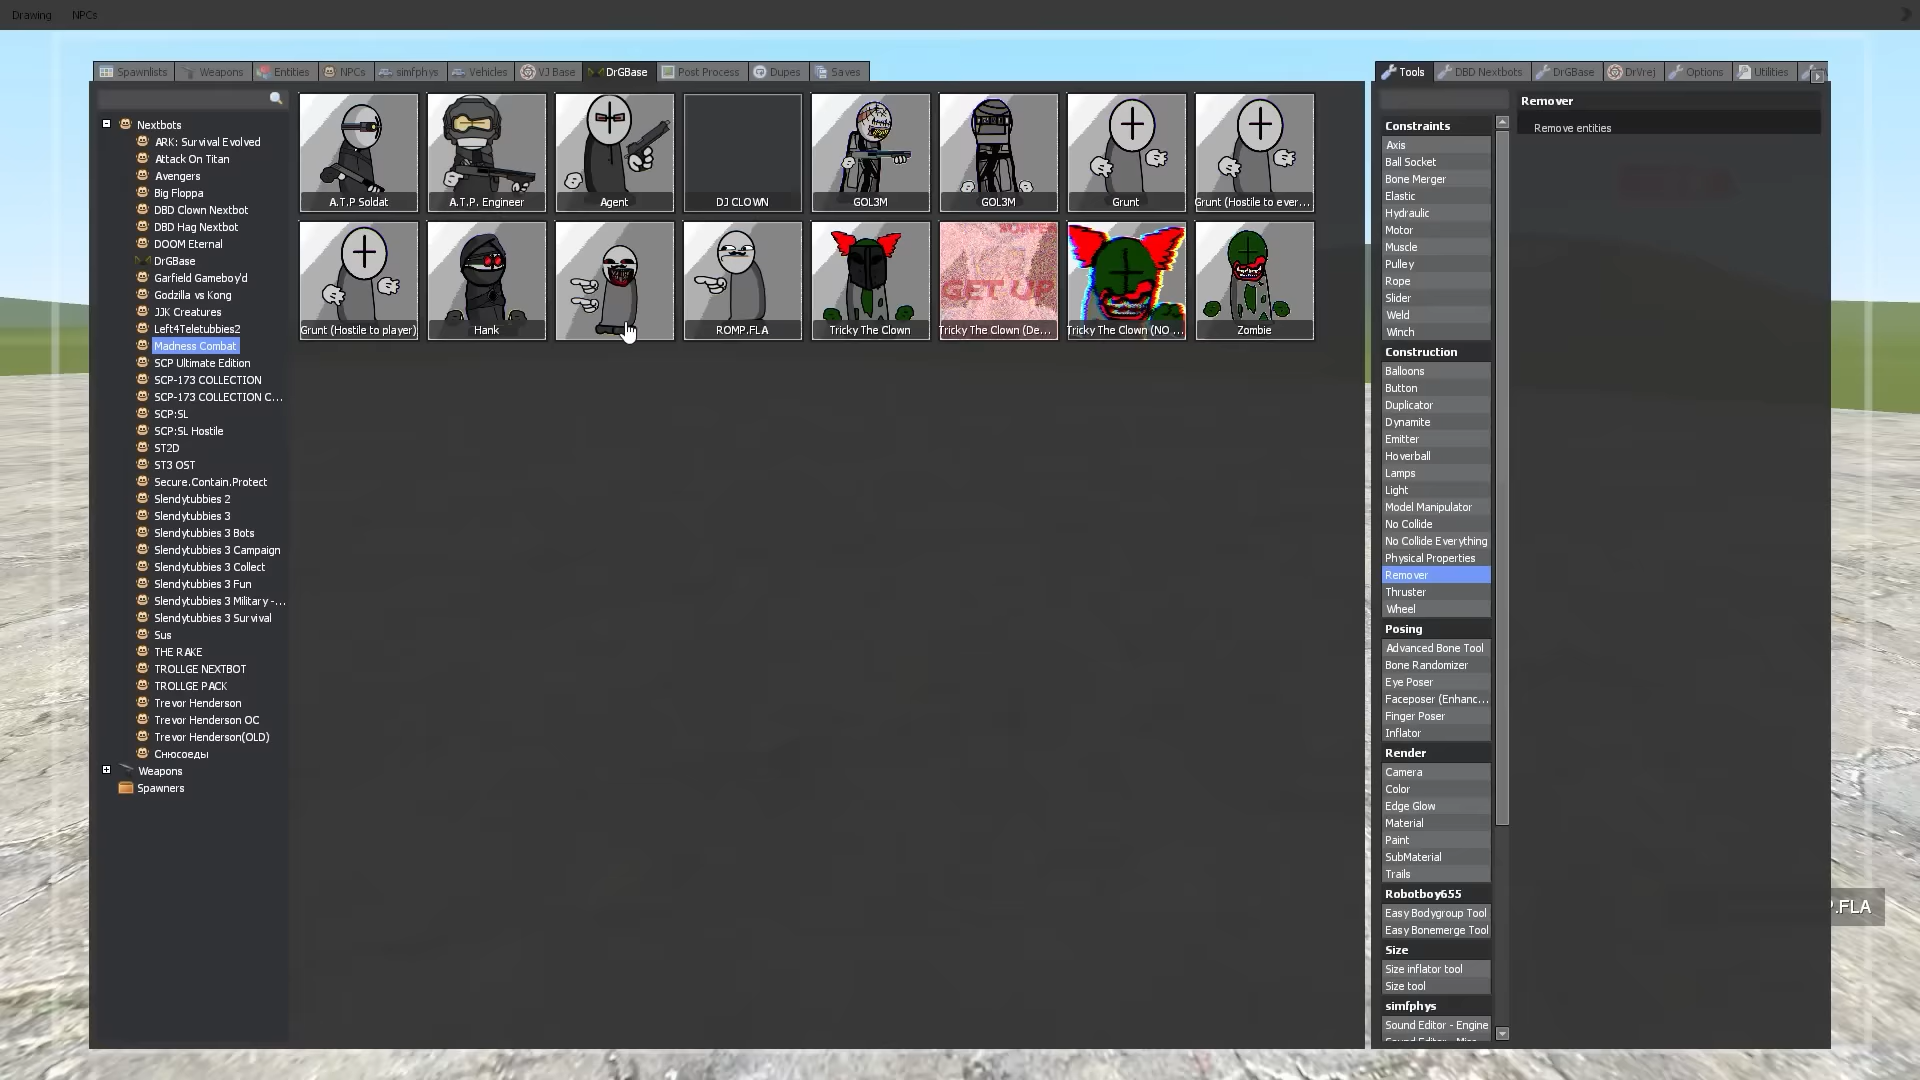 Drawing NPCs
Spawnlists Weapons Entities NPCs simfphys Vehicles VJ Base DrGBase Post Process Dupes Saves
Tools DBD Nextbots DrGBase DrVrej Options Utilities
Nextbots
ARK: Survival Evolved
Attack On Titan
Avengers
Big Floppa
DBD Clown Nextbot
DBD Hag Nextbot
DOOM Eternal
DrGBase
Garfield Gameboy'd
Godzilla vs Kong
JJK Creatures
Left4Teletubbies2
Madness Combat
SCP Ultimate Edition
SCP-173 COLLECTION
SCP-173 COLLECTION C...
SCP:SL
SCP:SL Hostile
ST2D
ST3 OST
Secure.Contain.Protect
Slendytubbies 2
Slendytubbies 3
Slendytubbies 3 Bots
Slendytubbies 3 Campaign
Slendytubbies 3 Collect
Slendytubbies 3 Fun
Slendytubbies 3 Military -...
Slendytubbies 3 Survival
Sus
THE RAKE
TROLLGE NEXTBOT
TROLLGE PACK
Trevor Henderson
Trevor Henderson OC
Trevor Henderson(OLD)
Снюсоеды
Weapons
Spawners
A.T.P Soldat A.T.P. Engineer Agent DJ CLOWN GOL3M GOL3M Grunt Grunt (Hostile to ever...
GET UP
Grunt (Hostile to player) Hank ROMP.FLA Tricky The Clown Tricky The Clown (De... Tricky The Clown (NO ... Zombie
Constraints
Axis
Ball Socket
Bone Merger
Elastic
Hydraulic
Motor
Muscle
Pulley
Rope
Slider
Weld
Winch
Construction
Balloons
Button
Duplicator
Dynamite
Emitter
Hoverball
Lamps
Light
Model Manipulator
No Collide
No Collide Everything
Physical Properties
Remover
Thruster
Wheel
Posing
Advanced Bone Tool
Bone Randomizer
Eye Poser
Faceposer (Enhanc...
Finger Poser
Inflator
Render
Camera
Color
Edge Glow
Material
Paint
SubMaterial
Trails
Robotboy655
Easy Bodygroup Tool
Easy Bonemerge Tool
Size
Size inflator tool
Size tool
simfphys
Sound Editor - Engine
Remover
Remove entities
P.FLA